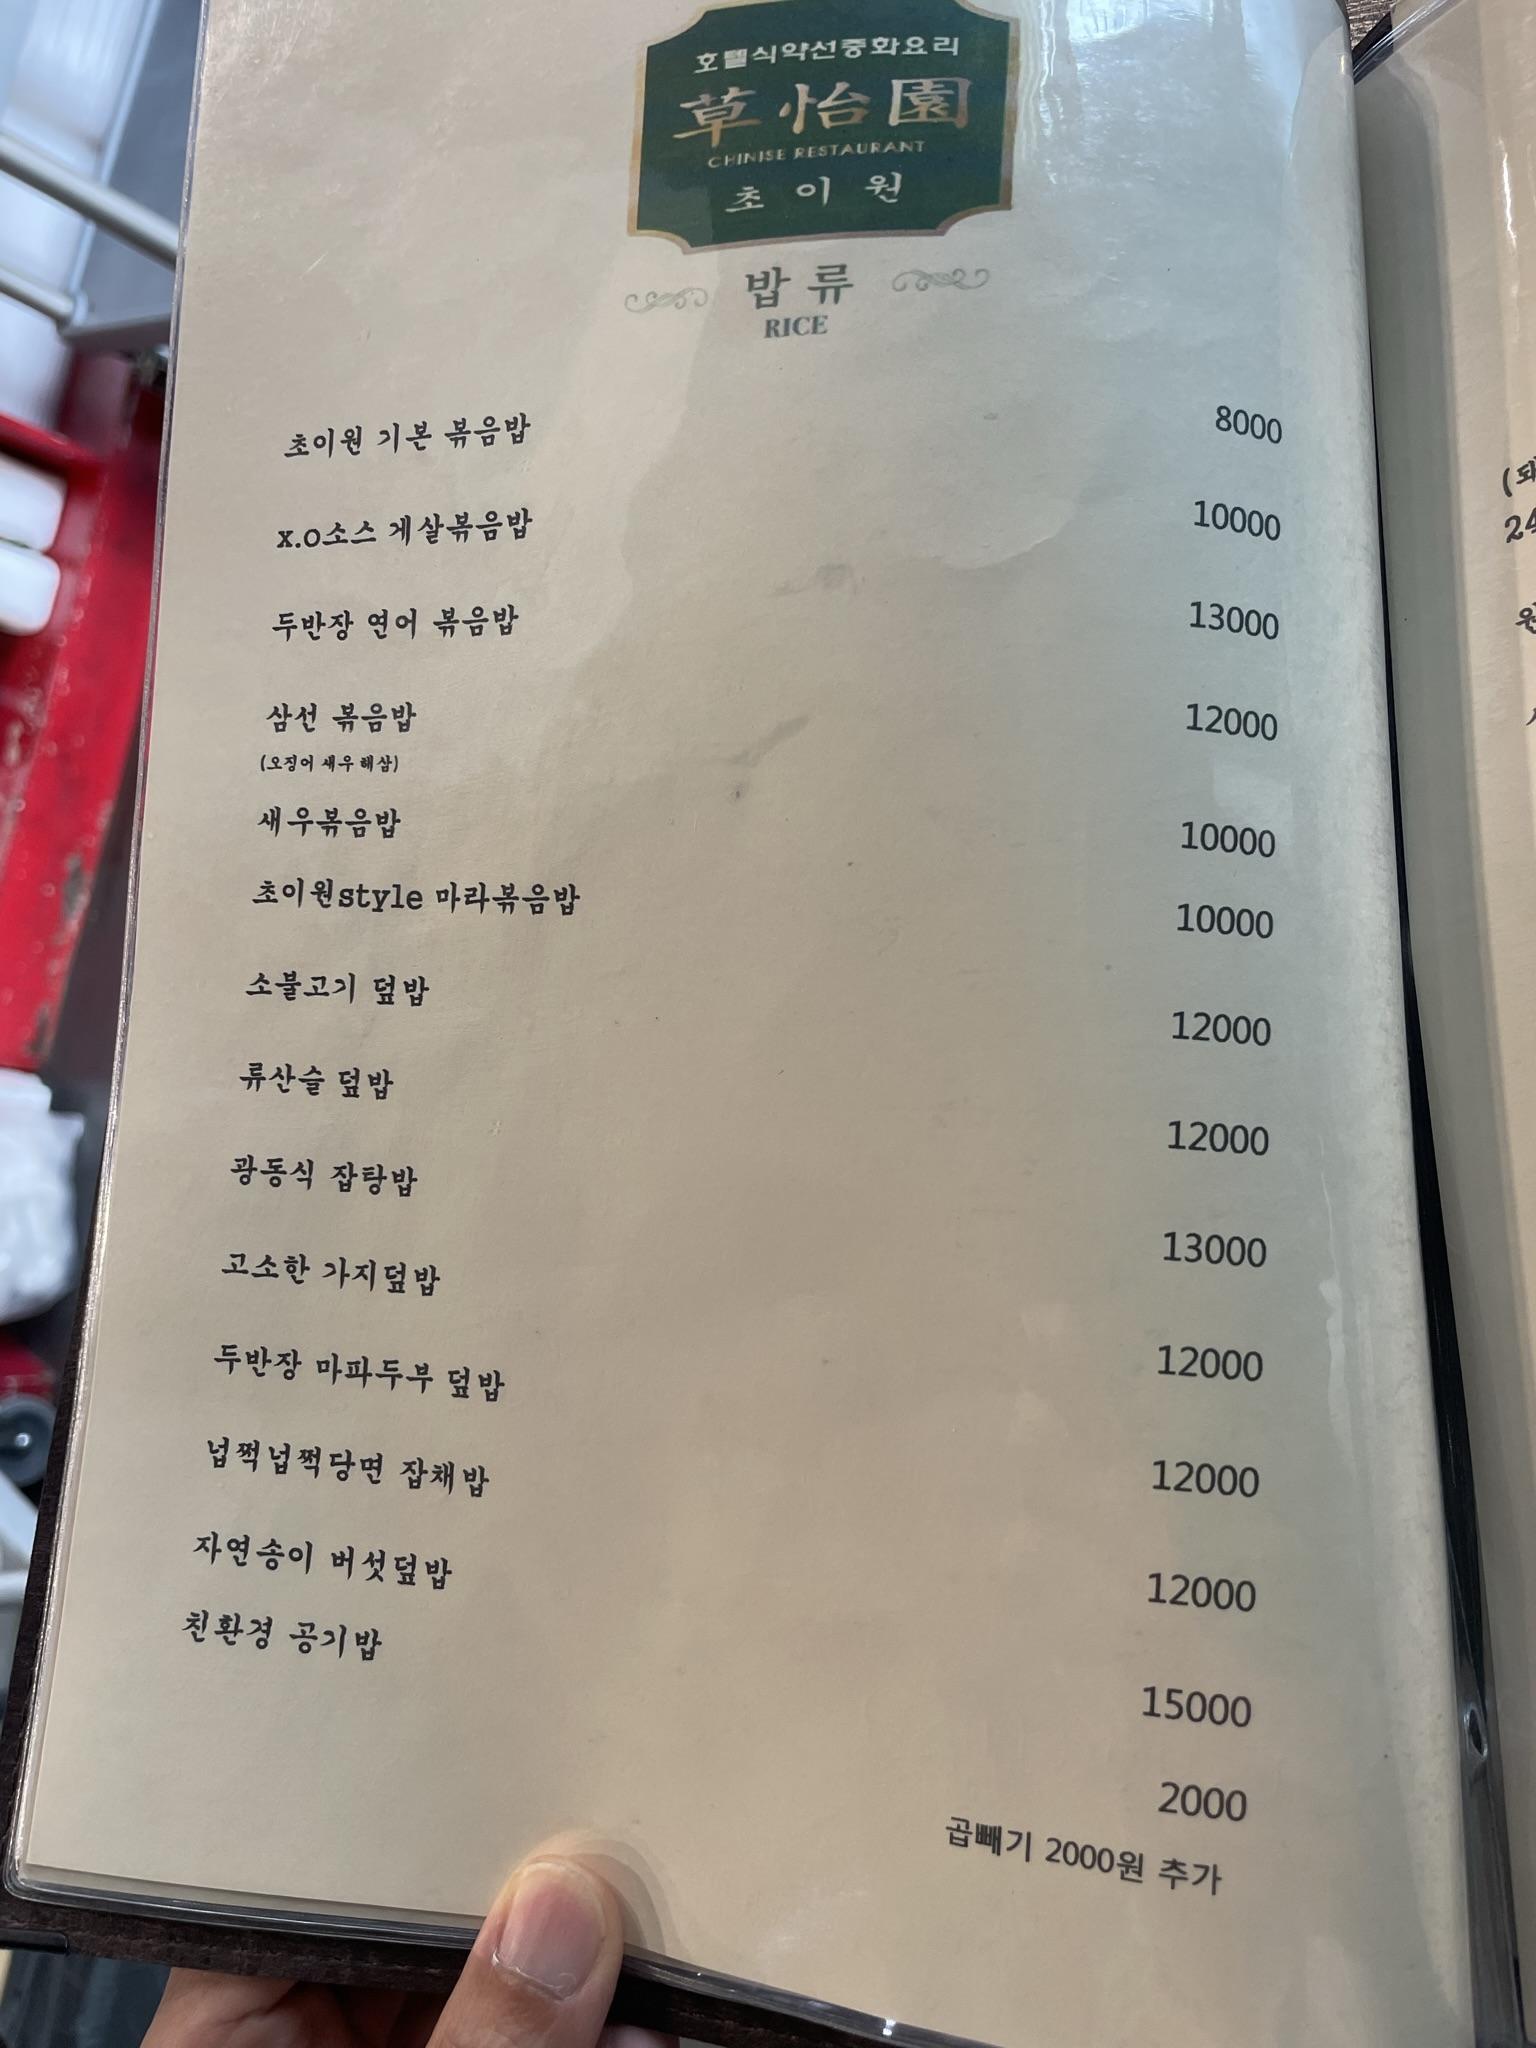 호텔식약선중화요리
草怡園
CHINISE RESTAURANT
초이원
밥류
RICE
초이원 기본 볶음밥 8000
x.o소스 게살볶음밥 10000
두반장 연어 볶음밥 13000
삼선 볶음밥 12000
(오징어 새우 해삼)
새우볶음밥 10000
초이원style 마라볶음밥 10000
소불고기 덮밥 12000
류산슬 덮밥 12000
광동식 잡탕밥 13000
고소한 가지덮밥 12000
두반장 마파두부 덮밥 12000
넙쩍넙쩍당면 잡채밥 12000
자연송이 버섯덮밥 15000
친환경 공기밥 2000
곱빼기 2000원 추가